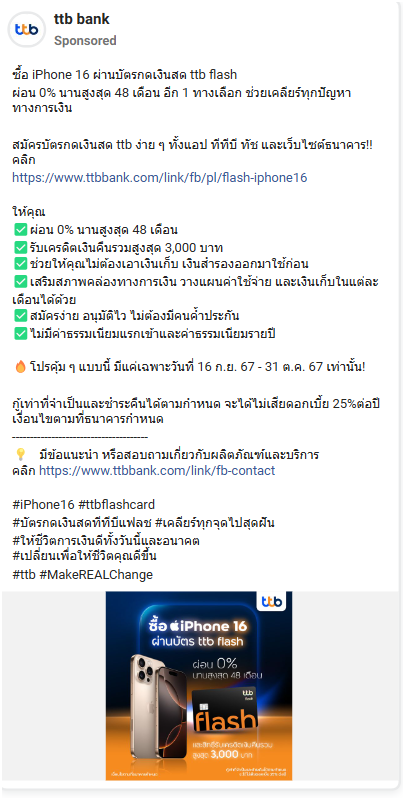 ttb
ttb bank
Sponsored
ซื้อ iPhone 16 ผ่านบัตรกดเงินสด ttb flash
ผ่อน 0% นานสูงสุด 48 เดือน อีก 1 ทางเลือก ช่วยเคลียร์ทุกปัญหา
ทางการเงิน
สมัครบัตรกดเงินสด ttb ง่าย ๆ ทั้งแอป ทีทีบี ทัช และเว็บไซต์ธนาคาร!!
คลิก
https://www.ttbbank.com/link/fb/pl/flash-iphone16
ให้คุณ
✅ผ่อน 0% นานสูงสุด 48 เดือน
✅รับเครดิตเงินคืนรวมสูงสุด 3,000 บาท
✅ช่วยให้คุณไม่ต้องเอาเงินเก็บ เงินสำรองออกมาใช้ก่อน
✅เสริมสภาพคล่องทางการเงิน วางแผนค่าใช้จ่าย และเงินเก็บในแต่ละ
เดือนได้ด้วย
✅สมัครง่าย อนุมัติไว ไม่ต้องมีคนค้ำประกัน
✅ไม่มีค่าธรรมเนียมแรกเข้าและค่าธรรมเนียมรายปี
🔥โปรคุ้ม ๆ แบบนี้ มีแค่เฉพาะวันที่ 16 ก.ย. 67 - 31 ต.ค. 67 เท่านั้น!
กู้เท่าที่จำเป็นและชำระคืนได้ตามกำหนด จะได้ไม่เสียดอกเบี้ย 25%ต่อปี
เงื่อนไขตามที่ธนาคารกำหนด
--------------------------------------
💡 มีข้อแนะนำ หรือสอบถามเกี่ยวกับผลิตภัณฑ์และบริการ
คลิก https://www.ttbbank.com/link/fb-contact
#iPhone16 #ttbflashcard
#บัตรกดเงินสดทีทีบีแฟลช #เคลียร์ทุกจุดไปสุดฝัน
#ให้ชีวิตการเงินดีทั้งวันนี้และอนาคต
#เปลี่ยนเพื่อให้ชีวิตคุณดีขึ้น
#ttb #MakeREALChange
ttb
ซื้อ iPhone 16
ผ่านบัตร ttb flash
ผ่อน 0%
นานสูงสุด 48 เดือน
ttb
bank
flash
และสิทธิ์รับเครดิตเงินคืนรวม
สูงสุด 3,000 บาท